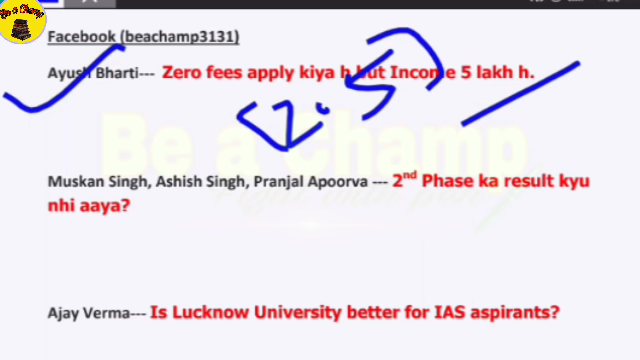 Be a Champ
Facebook (beachamp3131)
Ayush Bharti--- Zero fees apply kiya h but Income 5 lakh h.
<2.5
Be a Champ
Muskan Singh, Ashish Singh, Pranjal Apoorva --- 2nd Phase ka result kyu
nhi aaya?
Ajay Verma--- Is Lucknow University better for IAS aspirants?